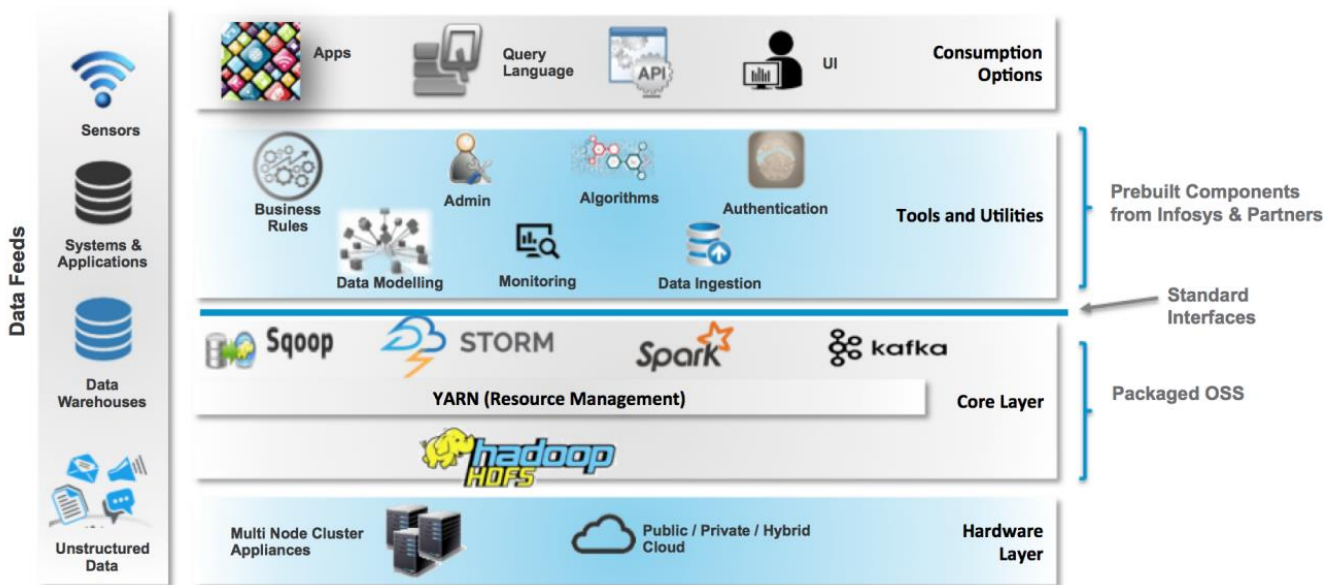 Data Feeds
Sensors
Systems &
Applications
Data
Warehouses
Unstructured
Data
Apps
Query
Language
API
UI
Consumption
Options
Business
Rules
Admin
Algorithms
Authentication
Data Modelling
Monitoring
Data Ingestion
Tools and Utilities
Prebuilt Components
from Infosys & Partners
Standard
Interfaces
Sqoop
STORM
Spark
kafka
YARN (Resource Management)
Core Layer
Packaged OSS
hadoop
HDFS
Multi Node Cluster
Appliances
Public / Private / Hybrid
Cloud
Hardware
Layer